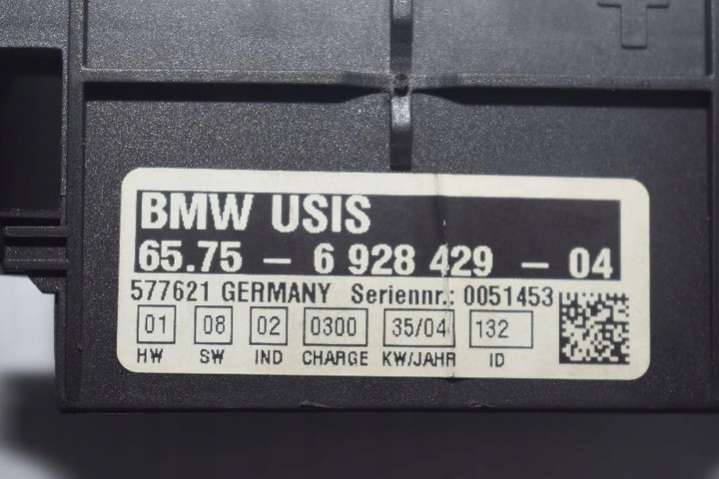 BMW USIS
65.75 - 6 928 429 - 04
577621 GERMANY Seriennr.: 0051453
01 08 02 0300 35/04 132
HW SW IND CHARGE KW/JAHR ID